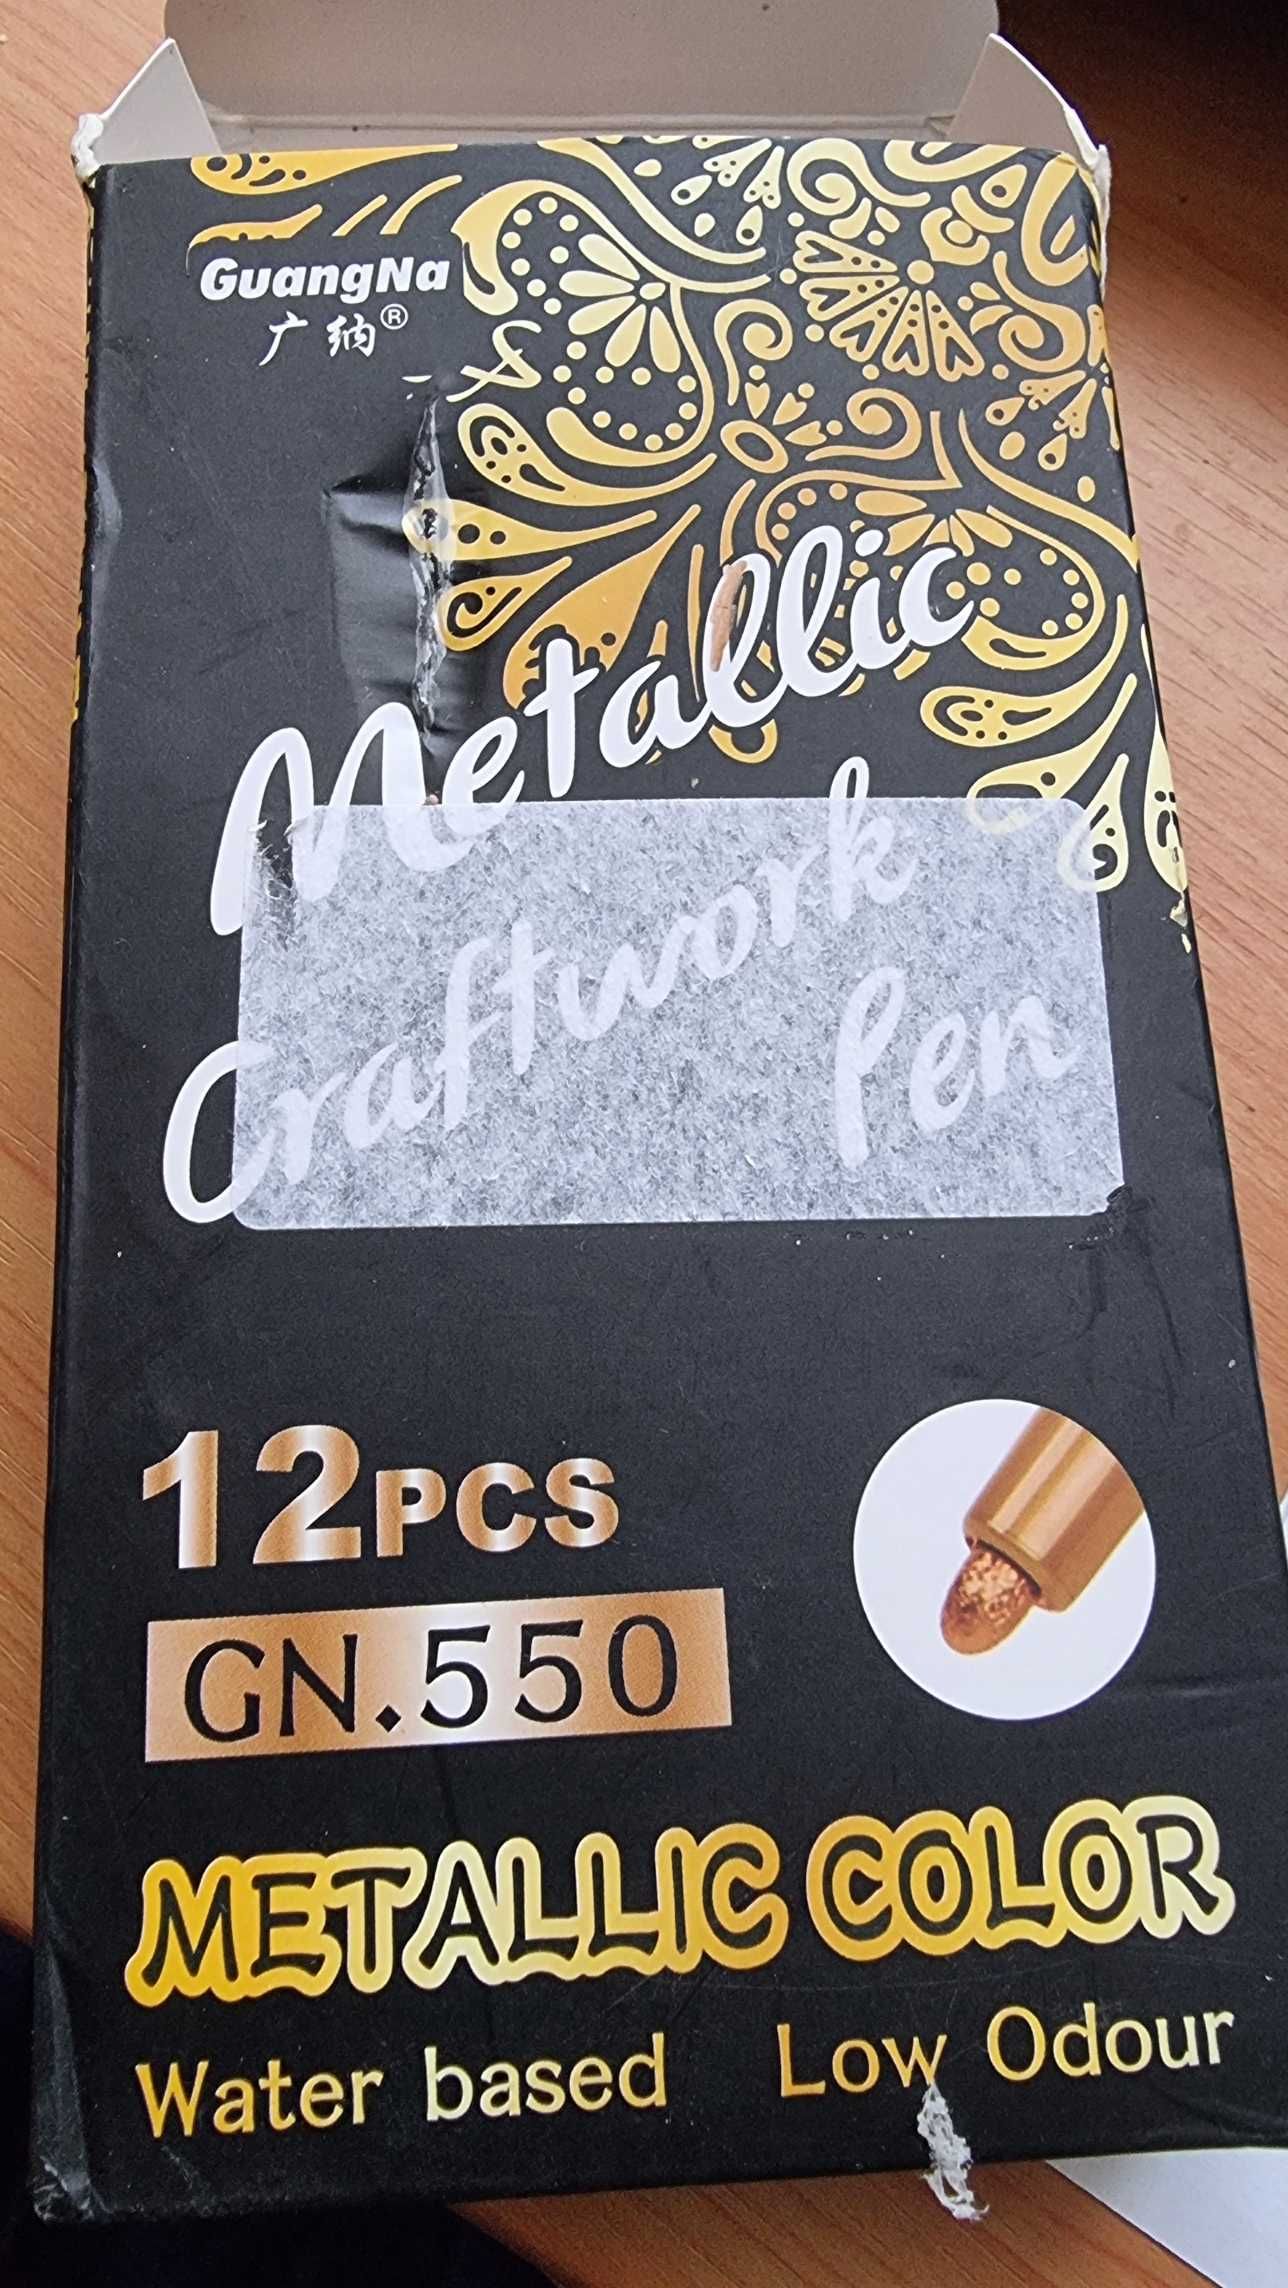 GuangNa
广纳®
Metallic
Craftwork
Pen
12PCS
GN.550
METALLIC COLOR
Water based Low Odour